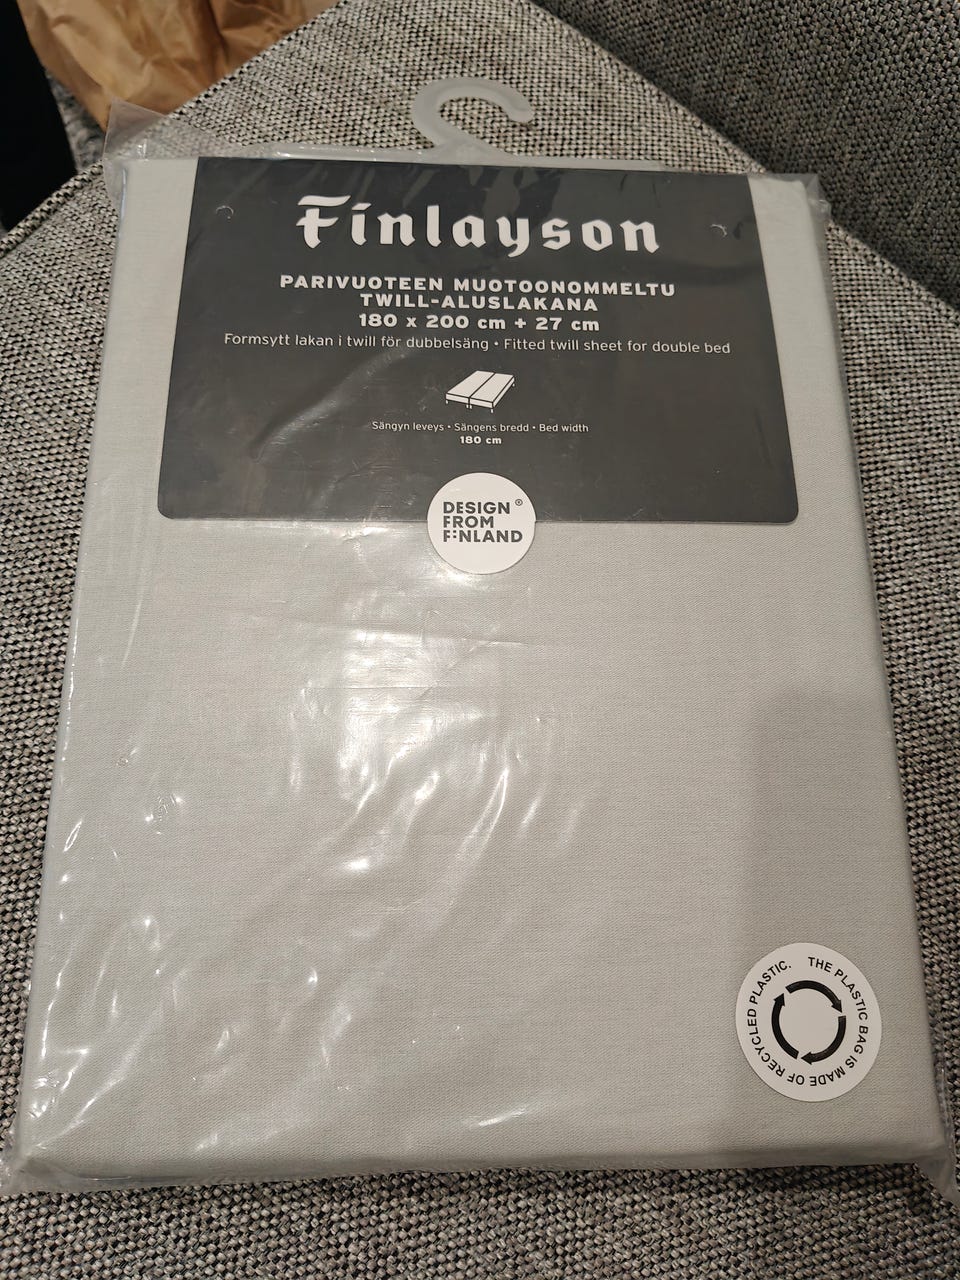 Finlayson
PARIVUOTEEN MUOTOONOMMELTU
TWILL-ALUSLAKANA
180 x 200 cm + 27 cm
Formsytt lakan i twill för dubbelsäng • Fitted twill sheet for double bed
Sängyn leveys • Sängens bredd • Bed width
180 cm
DESIGN ®
FROM
F:NLAND
THE PLASTIC BAG IS MADE OF RECYCLED PLASTIC.